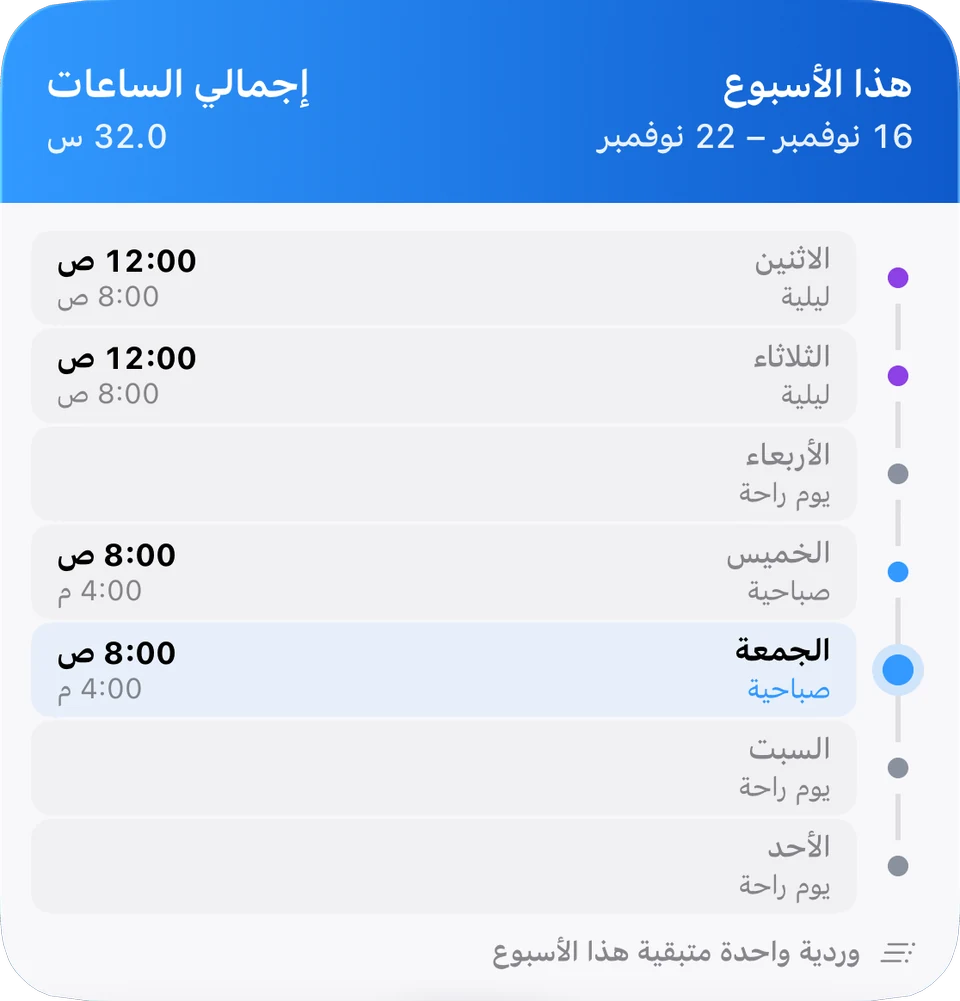 هذا الأسبوع
16 نوفمبر – 22 نوفمبر
إجمالي الساعات
32.0 س
الاثنين
ليلية
12:00 ص
8:00 ص
الثلاثاء
ليلية
12:00 ص
8:00 ص
الأربعاء
يوم راحة
الخميس
صباحية
8:00 ص
4:00 م
الجمعة
صباحية
8:00 ص
4:00 م
السبت
يوم راحة
الأحد
يوم راحة
وردية واحدة متبقية هذا الأسبوع